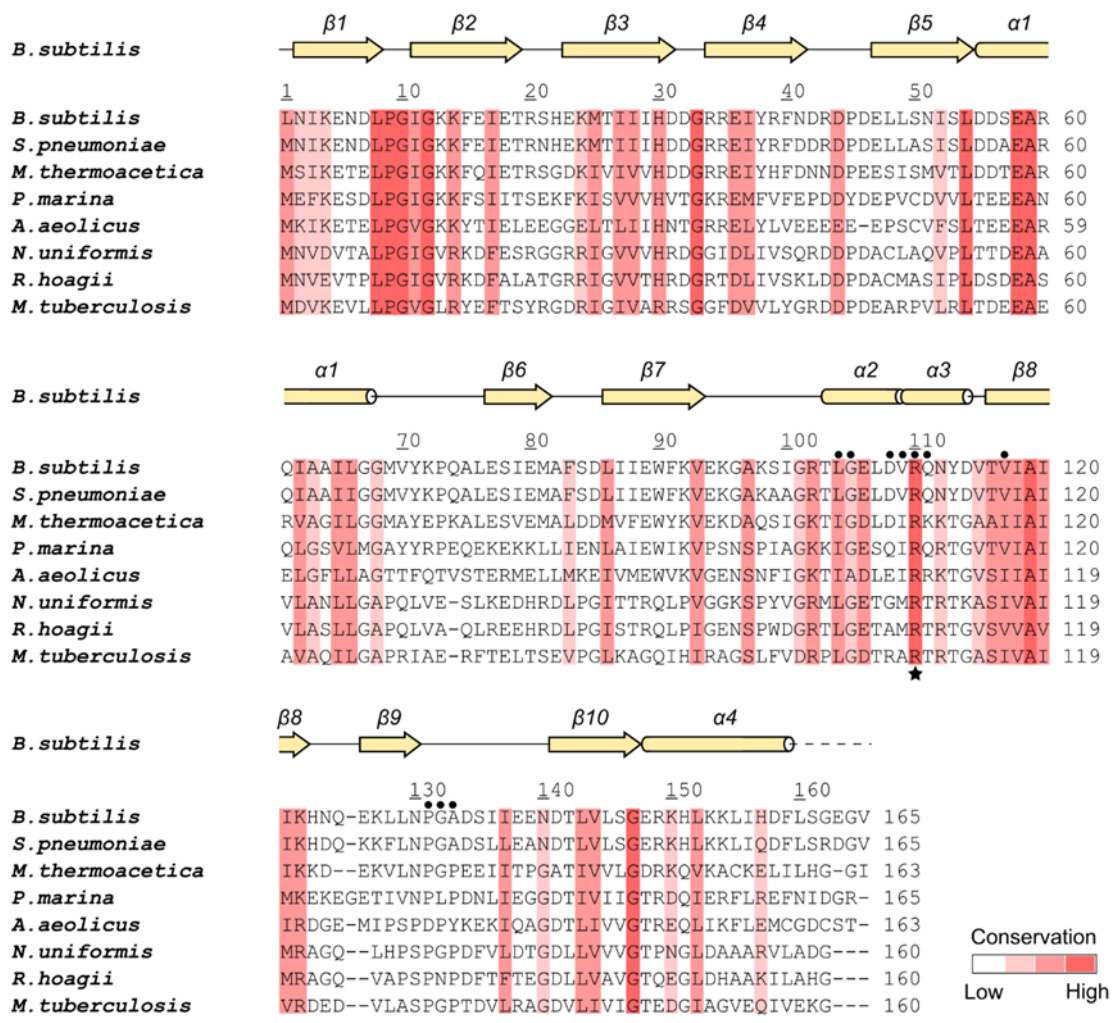 β1 β2 β3 β4 β5 α1
B.subtilis
1 10 20 30 40 50
B.subtilis LNIKENDLPGIGKKFEIETRSHEKMTIIIHDDGRREIYRFNDRDPDELLSNISLDDSEAR 60
S.pneumoniae MNIKENDLPGIGKKFEIETRNHEKMTIIIHDDGRREIYRFDDRDPDELLASISLDDAEAR 60
M.thermoacetica MSIKETELPGIGKKFQIETRSGDKIVIVVHDDGRREIYHFDNNDPEESISMVTLDDTEAR 60
P.marina MEFKESDLPGIGKKFSIITSEKFKISVVVHVTGKREMFVFEPDDYDEPVCDVVLTEEEAN 60
A.aeolicus MKIKETELPGVGKKYTIELEEGGELTLIIHNTGRRELYLVEEEEE-EPSCVFSLTEEEAR 59
N.uniformis MNVDVTALPGIGVRKDFESRGGRRIGVVVHRDGGIDLIVSQRDDPDACLAQVPLTTDEAA 60
R.hoagii MNVEVTPLPGIGVRKDFALATGRRIGVVTHRDGRTDLIVSKLDDPDACMASIPLDSDEAS 60
M.tuberculosis MDVKEVLLPGVGLRYEFTSYRGDRIGIVARRSGGFDVVLYGRDDPDEARPVLRLTDEEAE 60
α1 β6 β7 α2 α3 β8
B.subtilis
70 80 90 100 110
B.subtilis QIAAILGGMVYKPQALESIEMAFSDLIIEWFKVEKGAKSIGRTLGELDVRQNYDVTVIAI 120
S.pneumoniae QIAAIIGGMVYKPQALESIEMAFSDLIIEWFKVEKGAKAAGRTLGELDVRQNYDVTVIAI 120
M.thermoacetica RVAGILGGMAYEPKALESVEMALDDMVFEWYKVEKDAQSIGKTIGDLDIRKKTGAAIIAI 120
P.marina QLGSVLMGAYYRPEQEKEKKLLIENLAIEWIKVPSNSPIAGKKIGESQIRQRTGVTVIAI 120
A.aeolicus ELGFLLAGTTFQTVSTERMELLMKEIVMEWVKVGENSNFIGKTIADLEIRRKTGVSIIAI 119
N.uniformis VLANLLGAPQLVE-SLKEDHRDLPGITTRQLPVGGKSPYVGRMLGETGMRTRTKASIVAI 119
R.hoagii VLASLLGAPQLVA-QLREEHRDLPGISTRQLPIGENSPWDGRTLGETAMRTRTGVSVVAV 119
M.tuberculosis AVAQILGAPRIAE-RFTELTSEVPGLKAGQIHIRAGSLFVDRPLGDTRARTRTGASIVAI 119
β8 β9 β10 α4
B.subtilis
130 140 150 160
B.subtilis IKHNQ-EKLLNPGADSIIEENDTLVLSGERKHLKKLIHDFLSGEGV 165
S.pneumoniae IKHDQ-KKFLNPGADSLLEANDTLVLSGERKHLKKLIQDFLSRDGV 165
M.thermoacetica IKKD--EKVLNPGPEEIITPGATIVVLGDRKQVKACKELILHG-GI 163
P.marina MKEKEGETIVNPLPDNLIEGGDTIVIIGTRDQIERFLREFNIDGR- 165
A.aeolicus IRDGE-MIPSPDPYKEKIQAGDTLIVVGTREQLIKFLEMCGDCST- 163
N.uniformis MRAGQ--LHPSPGPDFVLDTGDLLVVVGTPNGLDAAARVLADG--- 160
R.hoagii MRAGQ--VAPSPNPDFTFTEGDLLVAVGTQEGLDHAAKILAHG--- 160
M.tuberculosis VRDED--VLASPGPTDVLRAGDVLIVIGTEDGIAGVEQIVEKG--- 160
Conservation
Low High